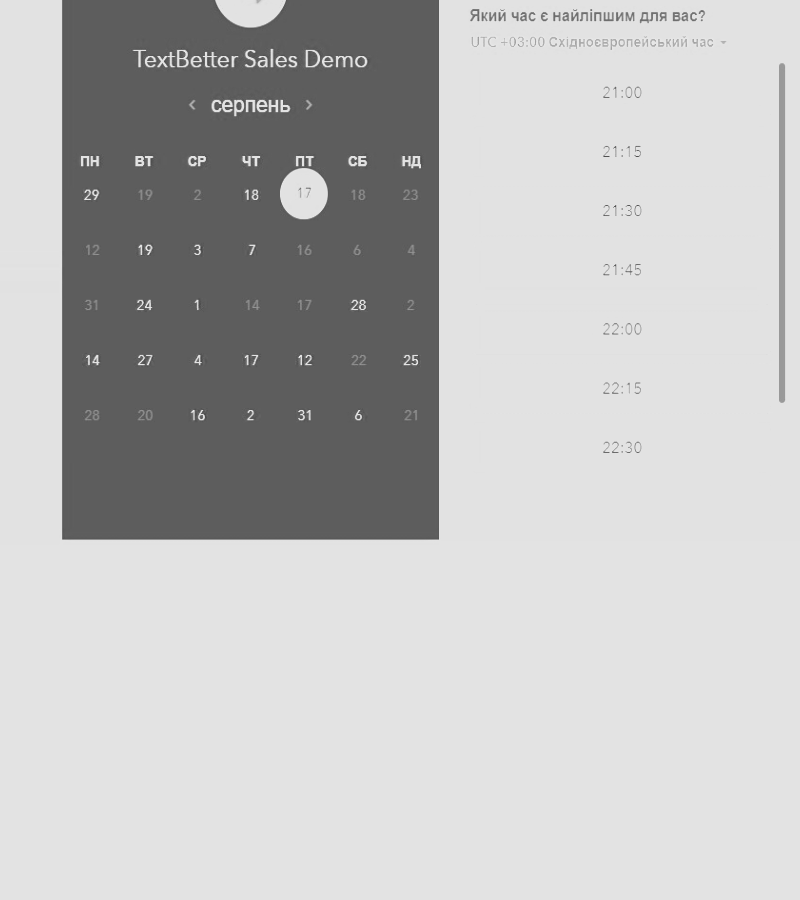 TextBetter Sales Demo
серпень
ПН ВТ СР ЧТ ПТ СБ НД
29 19 2 18 17 18 23
12 19 3 7 16 6 4
31 24 1 14 17 28 2
14 27 4 17 12 22 25
28 20 16 2 31 6 21
Який час є найліпшим для вас?
UTC +03:00 Східноєвропейський час
21:00
21:15
21:30
21:45
22:00
22:15
22:30